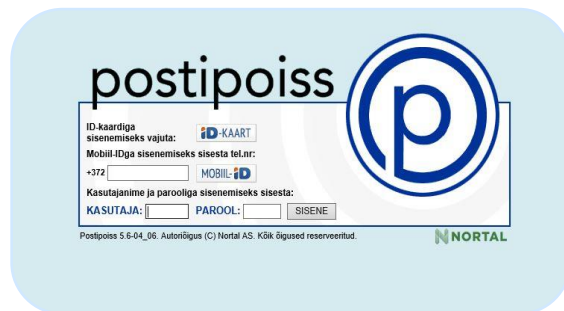 postipoiss
ID-kaardiga
sisenemiseks vajuta:
iD-KAART
Mobiil-IDga sisenemiseks sisesta tel.nr:
+372
MOBIIL-iD
Kasutajanime ja parooliga sisenemiseks sisesta:
KASUTAJA: PAROOL: SISENE
Postipoiss 5.6-04_06. Autoriõigus (C) Nortal AS. Kõik õigused reserveeritud.
NORTAL